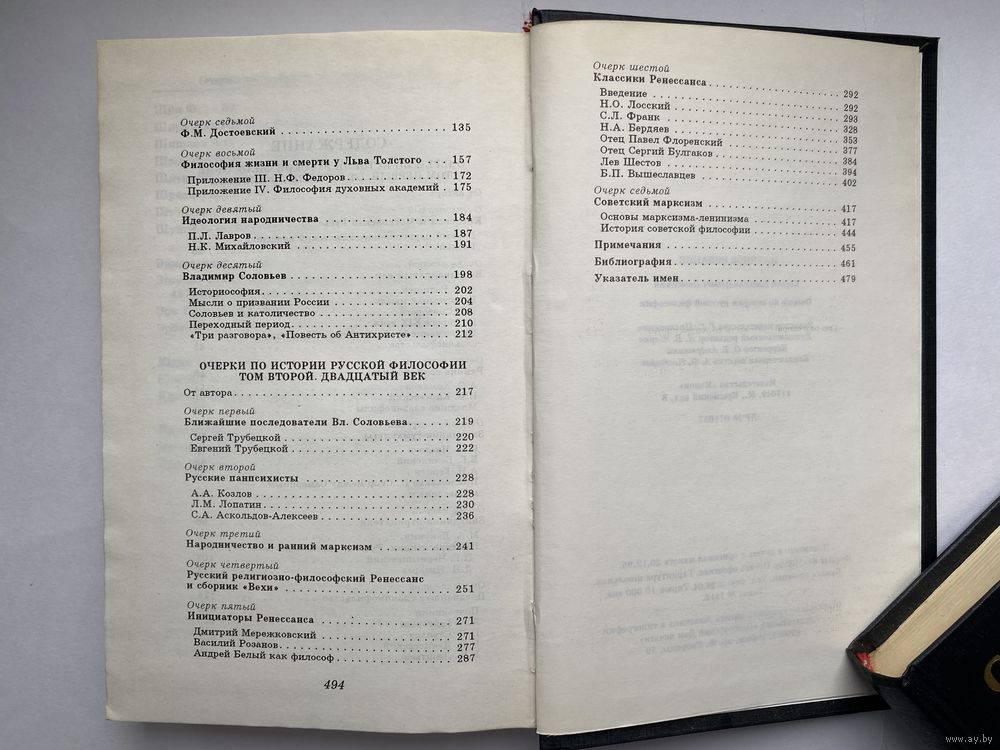 Очерк седьмой
Ф.М. Достоевский . . . . . . . . . . . . . . . . . . . . . . . 135
Очерк восьмой
Философия жизни и смерти у Льва Толстого . . . 157
Приложение III. Н.Ф. Федоров. . . . . . . . . . . . . . . 172
Приложение IV. Философия духовных академий . 175
Очерк девятый
Идеология народничества . . . . . . . . . . . . . . . . . 184
П.Л. Лавров. . . . . . . . . . . . . . . . . . . . . . . . . . . 187
Н.К. Михайловский . . . . . . . . . . . . . . . . . . . . . 191
Очерк десятый
Владимир Соловьев . . . . . . . . . . . . . . . . . . . . . 198
Историософия. . . . . . . . . . . . . . . . . . . . . . . . . 202
Мысли о призвании России . . . . . . . . . . . . . . . 204
Соловьев и католичество . . . . . . . . . . . . . . . . . 208
Переходный период. . . . . . . . . . . . . . . . . . . . . 210
«Три разговора», «Повесть об Антихристе» . . . . . 212
ОЧЕРКИ ПО ИСТОРИИ РУССКОЙ ФИЛОСОФИИ
ТОМ ВТОРОЙ. ДВАДЦАТЫЙ ВЕК
От автора. . . . . . . . . . . . . . . . . . . . . . . . . . . . . 217
Очерк первый
Ближайшие последователи Вл. Соловьева. . . . . . 219
Сергей Трубецкой . . . . . . . . . . . . . . . . . . . . . . 220
Евгений Трубецкой . . . . . . . . . . . . . . . . . . . . . 222
Очерк второй
Русские панпсихисты . . . . . . . . . . . . . . . . . . . . 228
А.А. Козлов . . . . . . . . . . . . . . . . . . . . . . . . . . 228
Л.М. Лопатин. . . . . . . . . . . . . . . . . . . . . . . . . 230
С.А. Аскольдов-Алексеев . . . . . . . . . . . . . . . . . 236
Очерк третий
Народничество и ранний марксизм . . . . . . . . . . 241
Очерк четвертый
Русский религиозно-философский Ренессанс
и сборник «Вехи» . . . . . . . . . . . . . . . . . . . . . . . 251
Очерк пятый
Инициаторы Ренессанса . . . . . . . . . . . . . . . . . . 271
Дмитрий Мережковский . . . . . . . . . . . . . . . . . . 271
Василий Розанов. . . . . . . . . . . . . . . . . . . . . . . 277
Андрей Белый как философ . . . . . . . . . . . . . . . 287
494
Очерк шестой
Классики Ренессанса . . . . . . . . . . . . . . . . . . . . 292
Введение . . . . . . . . . . . . . . . . . . . . . . . . . . . . 292
Н.О. Лосский . . . . . . . . . . . . . . . . . . . . . . . . . 293
С.Л. Франк . . . . . . . . . . . . . . . . . . . . . . . . . . 328
Н.А. Бердяев . . . . . . . . . . . . . . . . . . . . . . . . . 353
Отец Павел Флоренский . . . . . . . . . . . . . . . . . . 377
Отец Сергий Булгаков . . . . . . . . . . . . . . . . . . . 384
Лев Шестов . . . . . . . . . . . . . . . . . . . . . . . . . . 394
Б.П. Вышеславцев . . . . . . . . . . . . . . . . . . . . . 402
Очерк седьмой
Советский марксизм . . . . . . . . . . . . . . . . . . . . 417
Основы марксизма-ленинизма . . . . . . . . . . . . . . 417
История советской философии . . . . . . . . . . . . . 444
Примечания . . . . . . . . . . . . . . . . . . . . . . . . . . 455
Библиография . . . . . . . . . . . . . . . . . . . . . . . . . 461
Указатель имен . . . . . . . . . . . . . . . . . . . . . . . . 479
www.ay.by